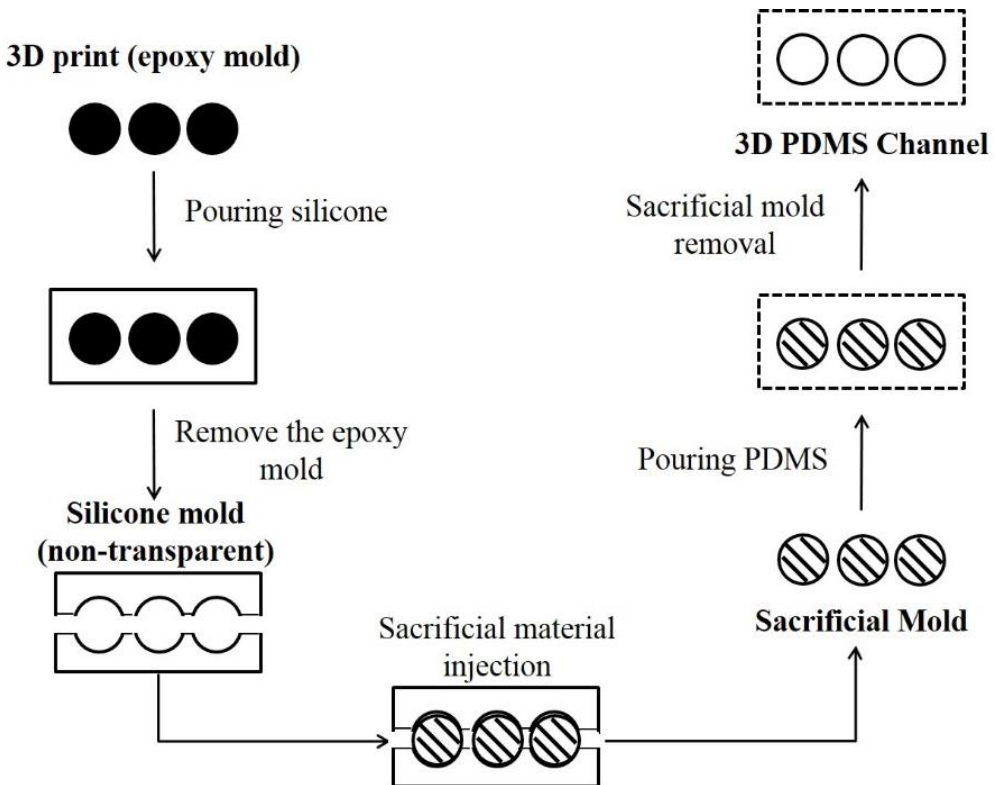 3D print (epoxy mold)
Pouring silicone
Remove the epoxy
mold
Silicone mold
(non-transparent)
Sacrificial material
injection
Sacrificial Mold
Pouring PDMS
Sacrificial mold
removal
3D PDMS Channel